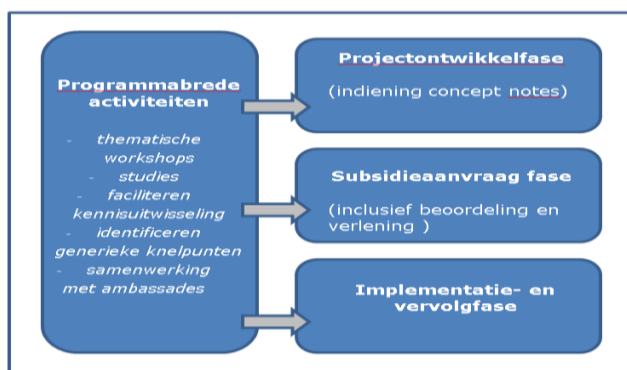 Programmabrede
activiteiten
- thematische
workshops
- studies
- faciliteren
kennisuitwisseling
- identificeren
generieke knelpunten
- samenwerking
met ambassades
Projectontwikkelfase
(indiening concept notes)
Subsidieaanvraag fase
(inclusief beoordeling en
verlening )
Implementatie- en
vervolgfase